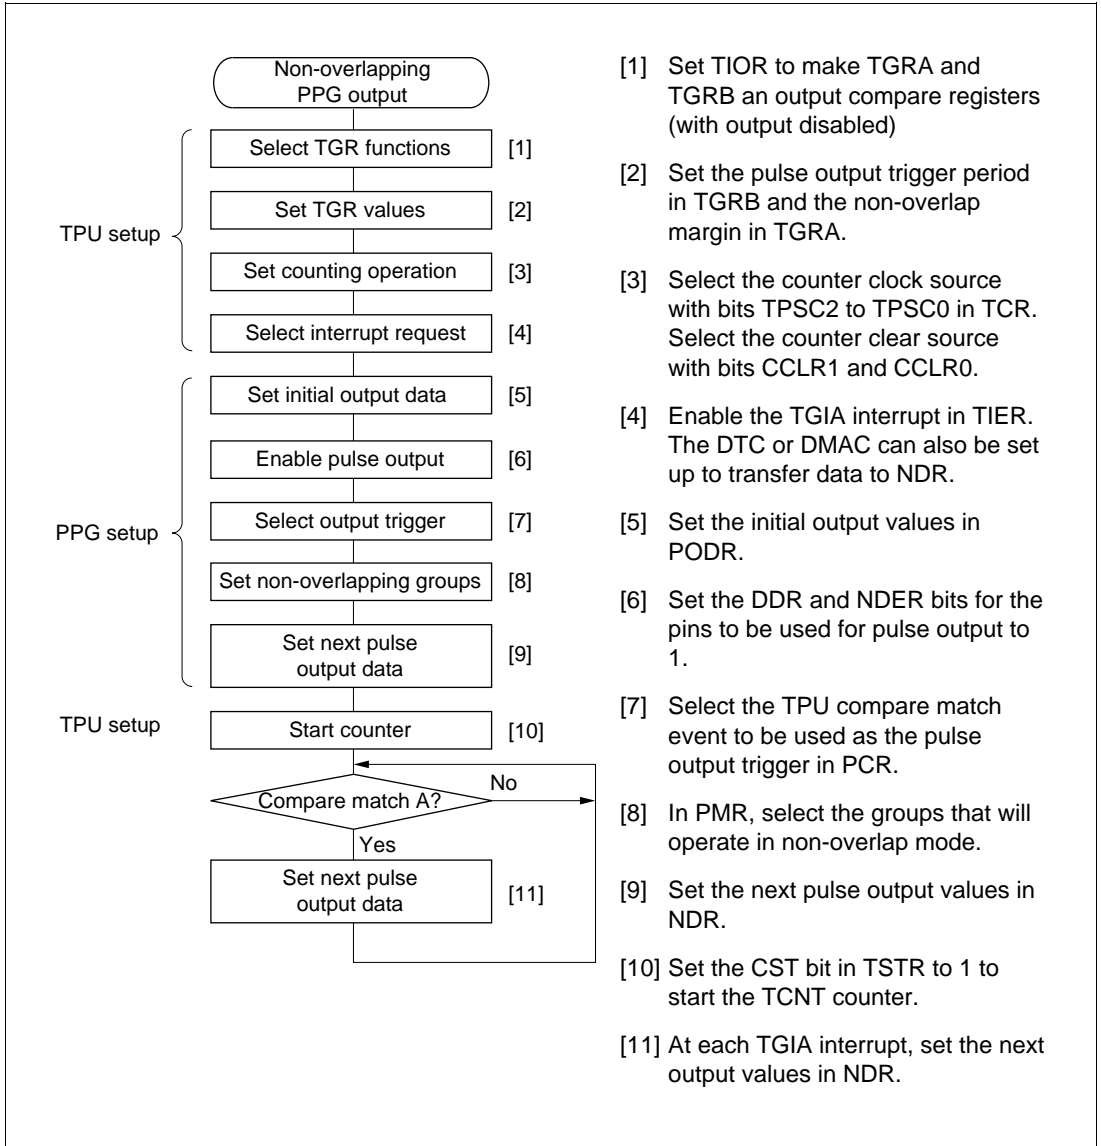 Non-overlapping
PPG output
TPU setup
Select TGR functions [1]
Set TGR values [2]
Set counting operation [3]
Select interrupt request [4]
PPG setup
Set initial output data [5]
Enable pulse output [6]
Select output trigger [7]
Set non-overlapping groups [8]
Set next pulse
output data [9]
TPU setup
Start counter [10]
Compare match A?
No
Yes
Set next pulse
output data [11]
[1] Set TIOR to make TGRA and
TGRB an output compare registers
(with output disabled)
[2] Set the pulse output trigger period
in TGRB and the non-overlap
margin in TGRA.
[3] Select the counter clock source
with bits TPSC2 to TPSC0 in TCR.
Select the counter clear source
with bits CCLR1 and CCLR0.
[4] Enable the TGIA interrupt in TIER.
The DTC or DMAC can also be set
up to transfer data to NDR.
[5] Set the initial output values in
PODR.
[6] Set the DDR and NDER bits for the
pins to be used for pulse output to
1.
[7] Select the TPU compare match
event to be used as the pulse
output trigger in PCR.
[8] In PMR, select the groups that will
operate in non-overlap mode.
[9] Set the next pulse output values in
NDR.
[10] Set the CST bit in TSTR to 1 to
start the TCNT counter.
[11] At each TGIA interrupt, set the next
output values in NDR.